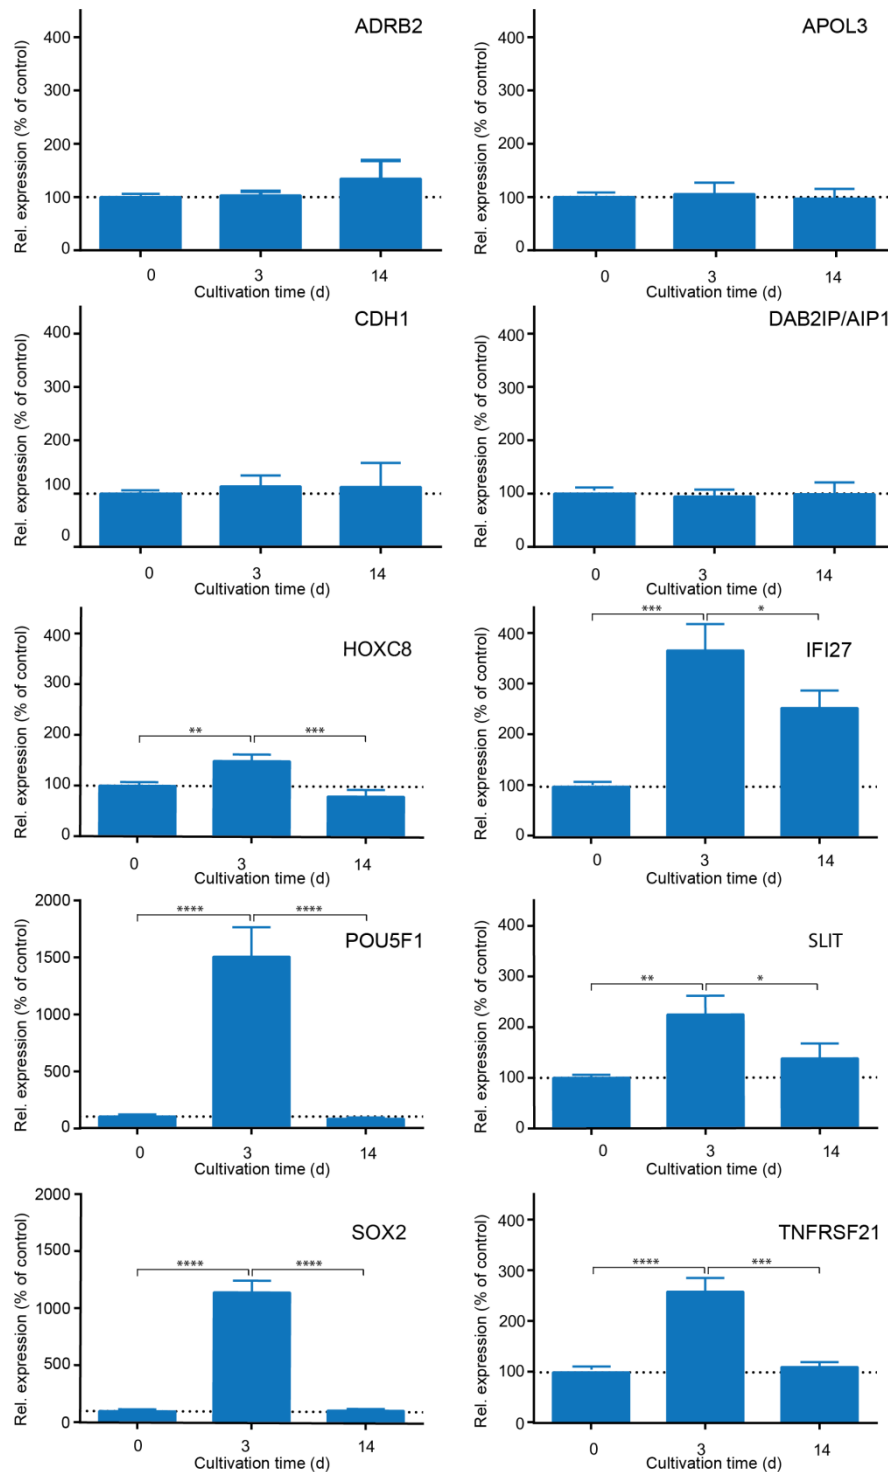 ADRB2
Rel. expression (% of control)
400
300
200
100
0
0 3 14
Cultivation time (d)
APOL3
Rel. expression (% of control)
400
300
200
100
0
0 3 14
Cultivation time (d)
CDH1
Rel. expression (% of control)
400
300
200
100
0
0 3 14
Cultivation time (d)
DAB2IP/AIP1
Rel. expression (% of control)
400
300
200
100
0
0 3 14
Cultivation time (d)
HOXC8
Rel. expression (% of control)
400
300
200
100
0
** ***
0 3 14
Cultivation time (d)
IFI27
Rel. expression (% of control)
*** *
400
300
200
100
0
0 3 14
Cultivation time (d)
POU5F1
Rel. expression (% of control)
2000
**** ****
1500
1000
500
0
0 3 14
Cultivation time (d)
SLIT
Rel. expression (% of control)
400
300
** *
200
100
0
0 3 14
Cultivation time (d)
SOX2
Rel. expression (% of control)
2000
1500
**** ****
1000
500
0
0 3 14
Cultivation time (d)
TNFRSF21
Rel. expression (% of control)
400
**** ***
300
200
100
0
0 3 14
Cultivation time (d)